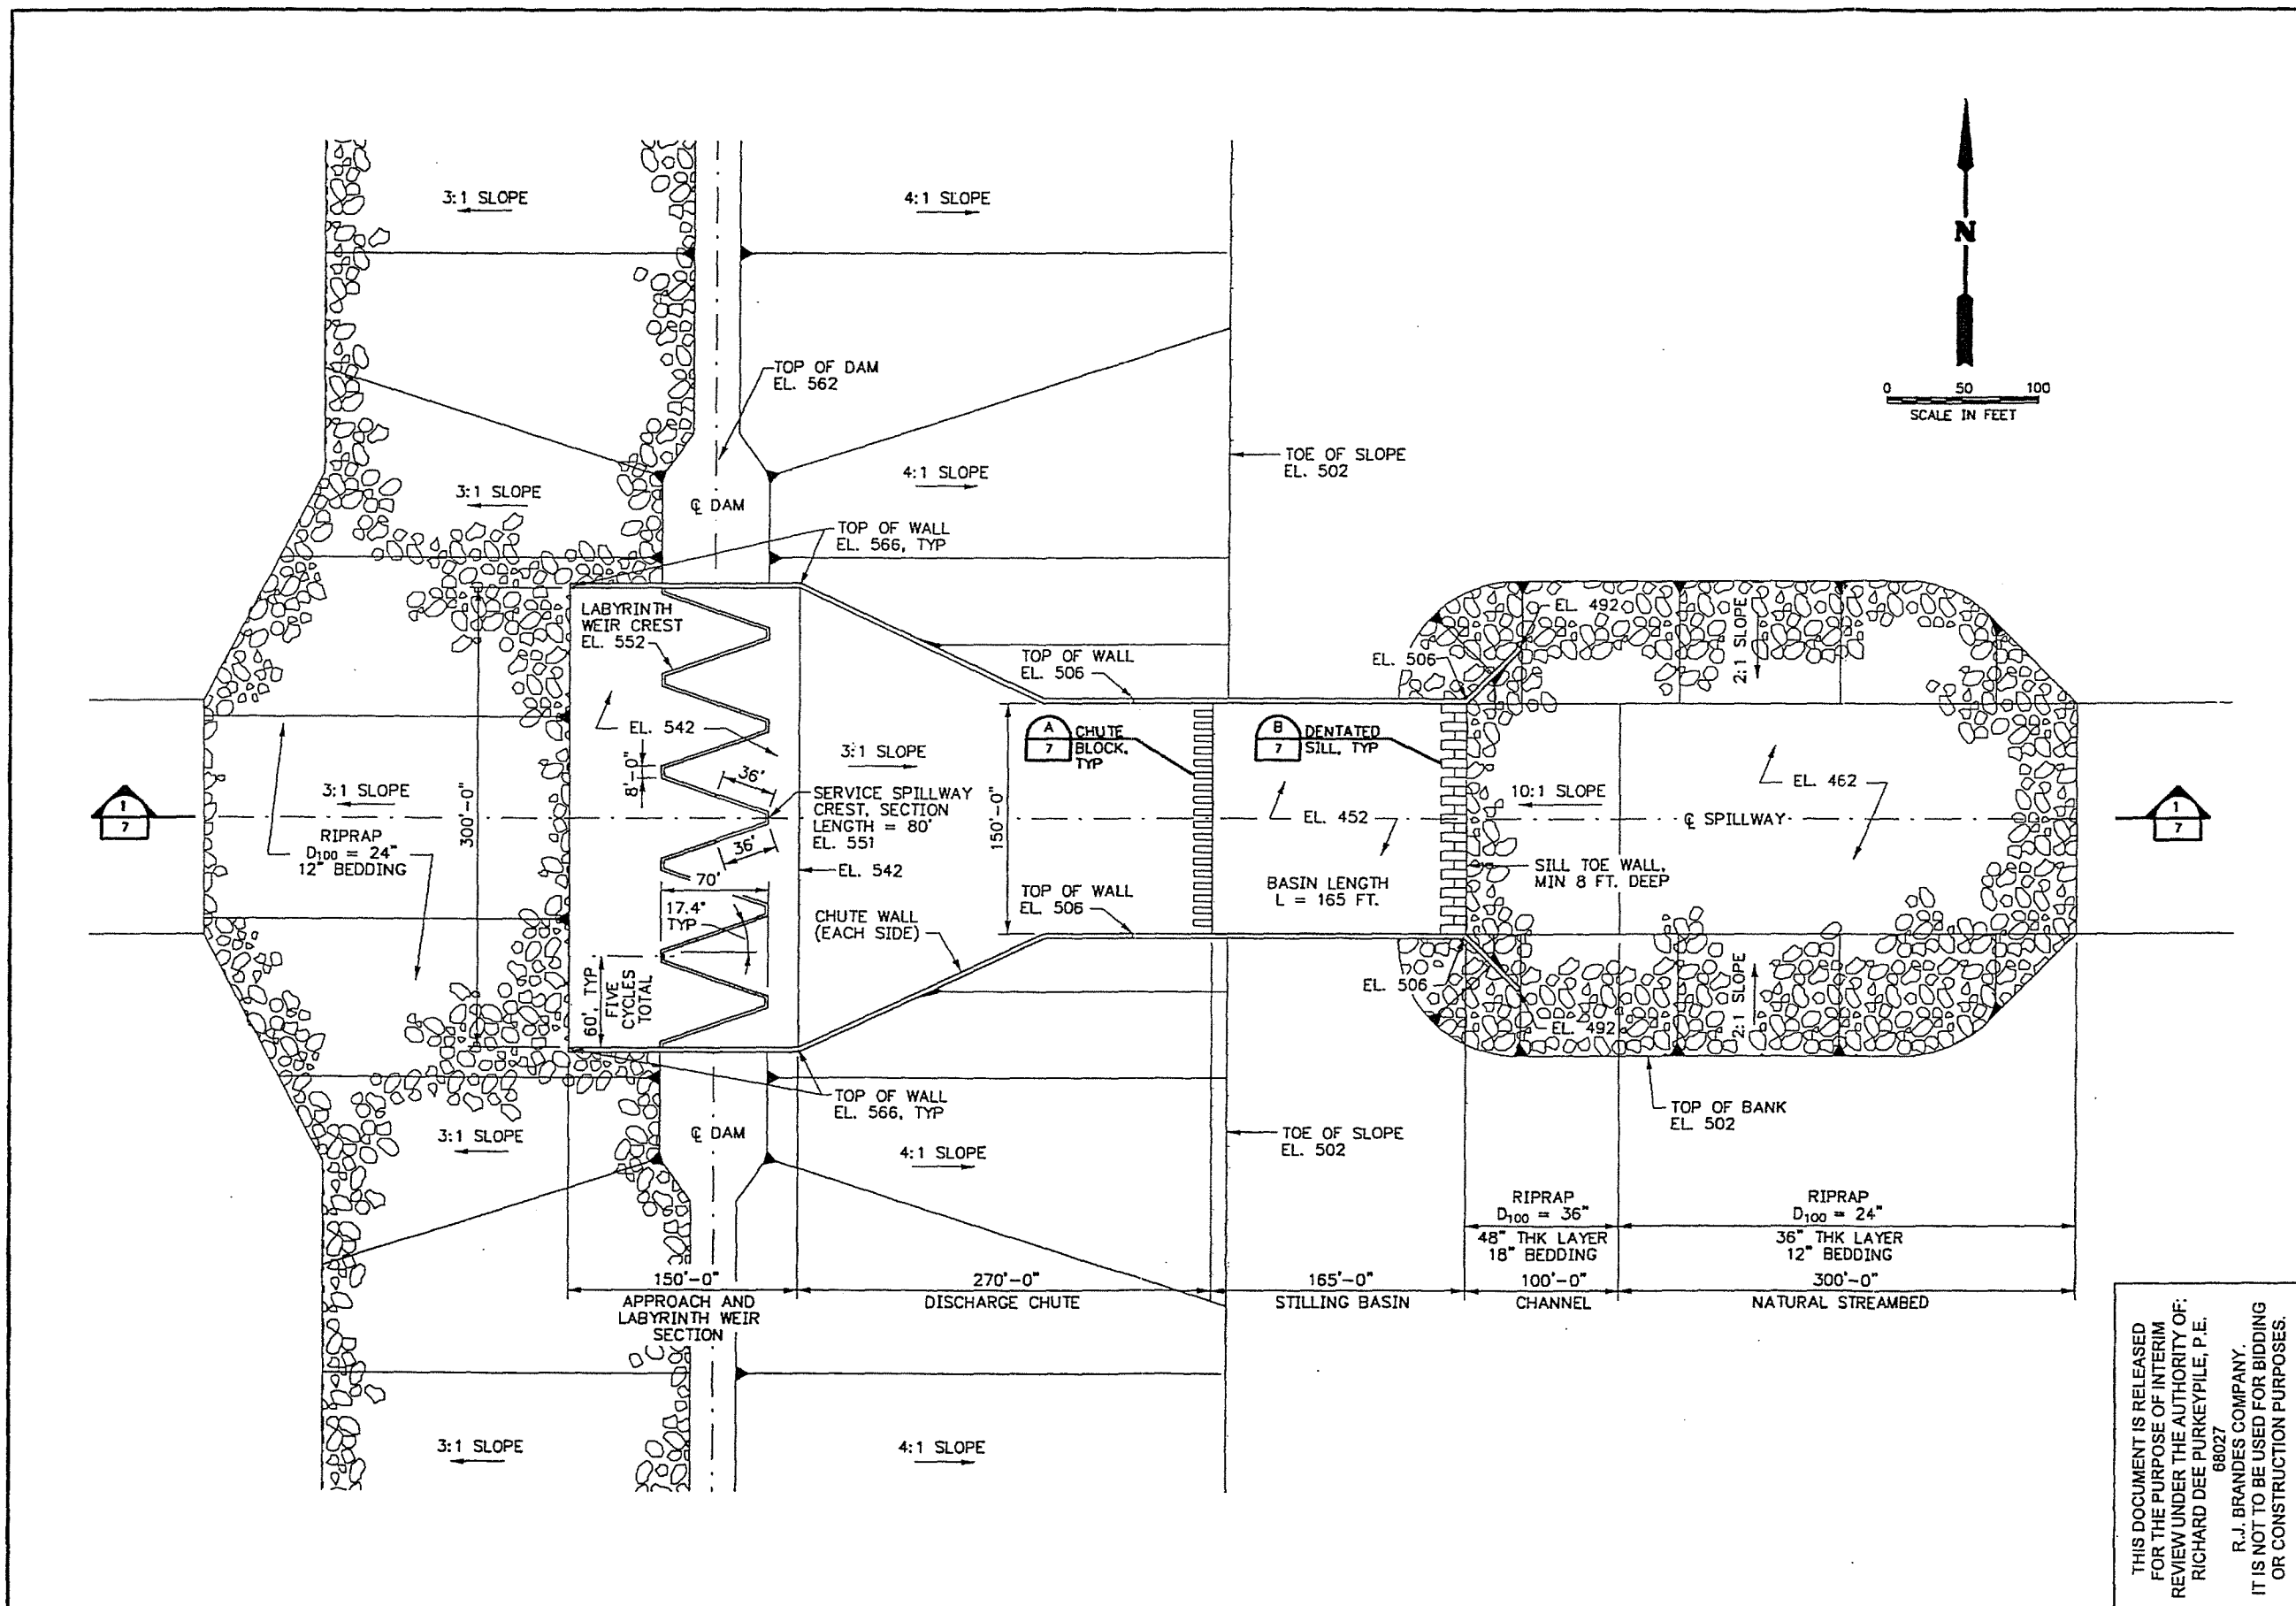 N
0 50 100
SCALE IN FEET
3:1 SLOPE
4:1 SLOPE
TOP OF DAM
EL. 562
TOE OF SLOPE
EL. 502
4:1 SLOPE
3:1 SLOPE
℄ DAM
TOP OF WALL
EL. 566, TYP
LABYRINTH
WEIR CREST
EL. 552
300'-0"
TOP OF WALL
EL. 506
EL. 492
EL. 506
2:1 SLOPE
EL. 542
8'-0"
36'
3:1 SLOPE
A
7
CHUTE
BLOCK,
TYP
B
7
DENTATED
SILL, TYP
1
7
3:1 SLOPE
RIPRAP
D₁₀₀ = 24"
12" BEDDING
SERVICE SPILLWAY
CREST, SECTION
LENGTH = 80'
EL. 551
36'
EL. 542
150'-0"
EL. 452
10:1 SLOPE
EL. 462
℄ SPILLWAY
1
7
SILL TOE WALL,
MIN 8 FT. DEEP
BASIN LENGTH
L = 165 FT.
70'
17.4°
TYP
CHUTE WALL
(EACH SIDE)
TOP OF WALL
EL. 506
60', TYP
FIVE
CYCLES
TOTAL
EL. 506
EL. 492
2:1 SLOPE
TOP OF WALL
EL. 566, TYP
TOP OF BANK
EL. 502
3:1 SLOPE
℄ DAM
4:1 SLOPE
TOE OF SLOPE
EL. 502
RIPRAP
D₁₀₀ = 36"
48" THK LAYER
18" BEDDING
RIPRAP
D₁₀₀ = 24"
36" THK LAYER
12" BEDDING
150'-0"
APPROACH AND
LABYRINTH WEIR
SECTION
270'-0"
DISCHARGE CHUTE
165'-0"
STILLING BASIN
100'-0"
CHANNEL
300'-0"
NATURAL STREAMBED
3:1 SLOPE
4:1 SLOPE
THIS DOCUMENT IS RELEASED
FOR THE PURPOSE OF INTERIM
REVIEW UNDER THE AUTHORITY OF:
RICHARD DEE PURKEYPILE, P.E.
68027
R.J. BRANDES COMPANY.
IT IS NOT TO BE USED FOR BIDDING
OR CONSTRUCTION PURPOSES.